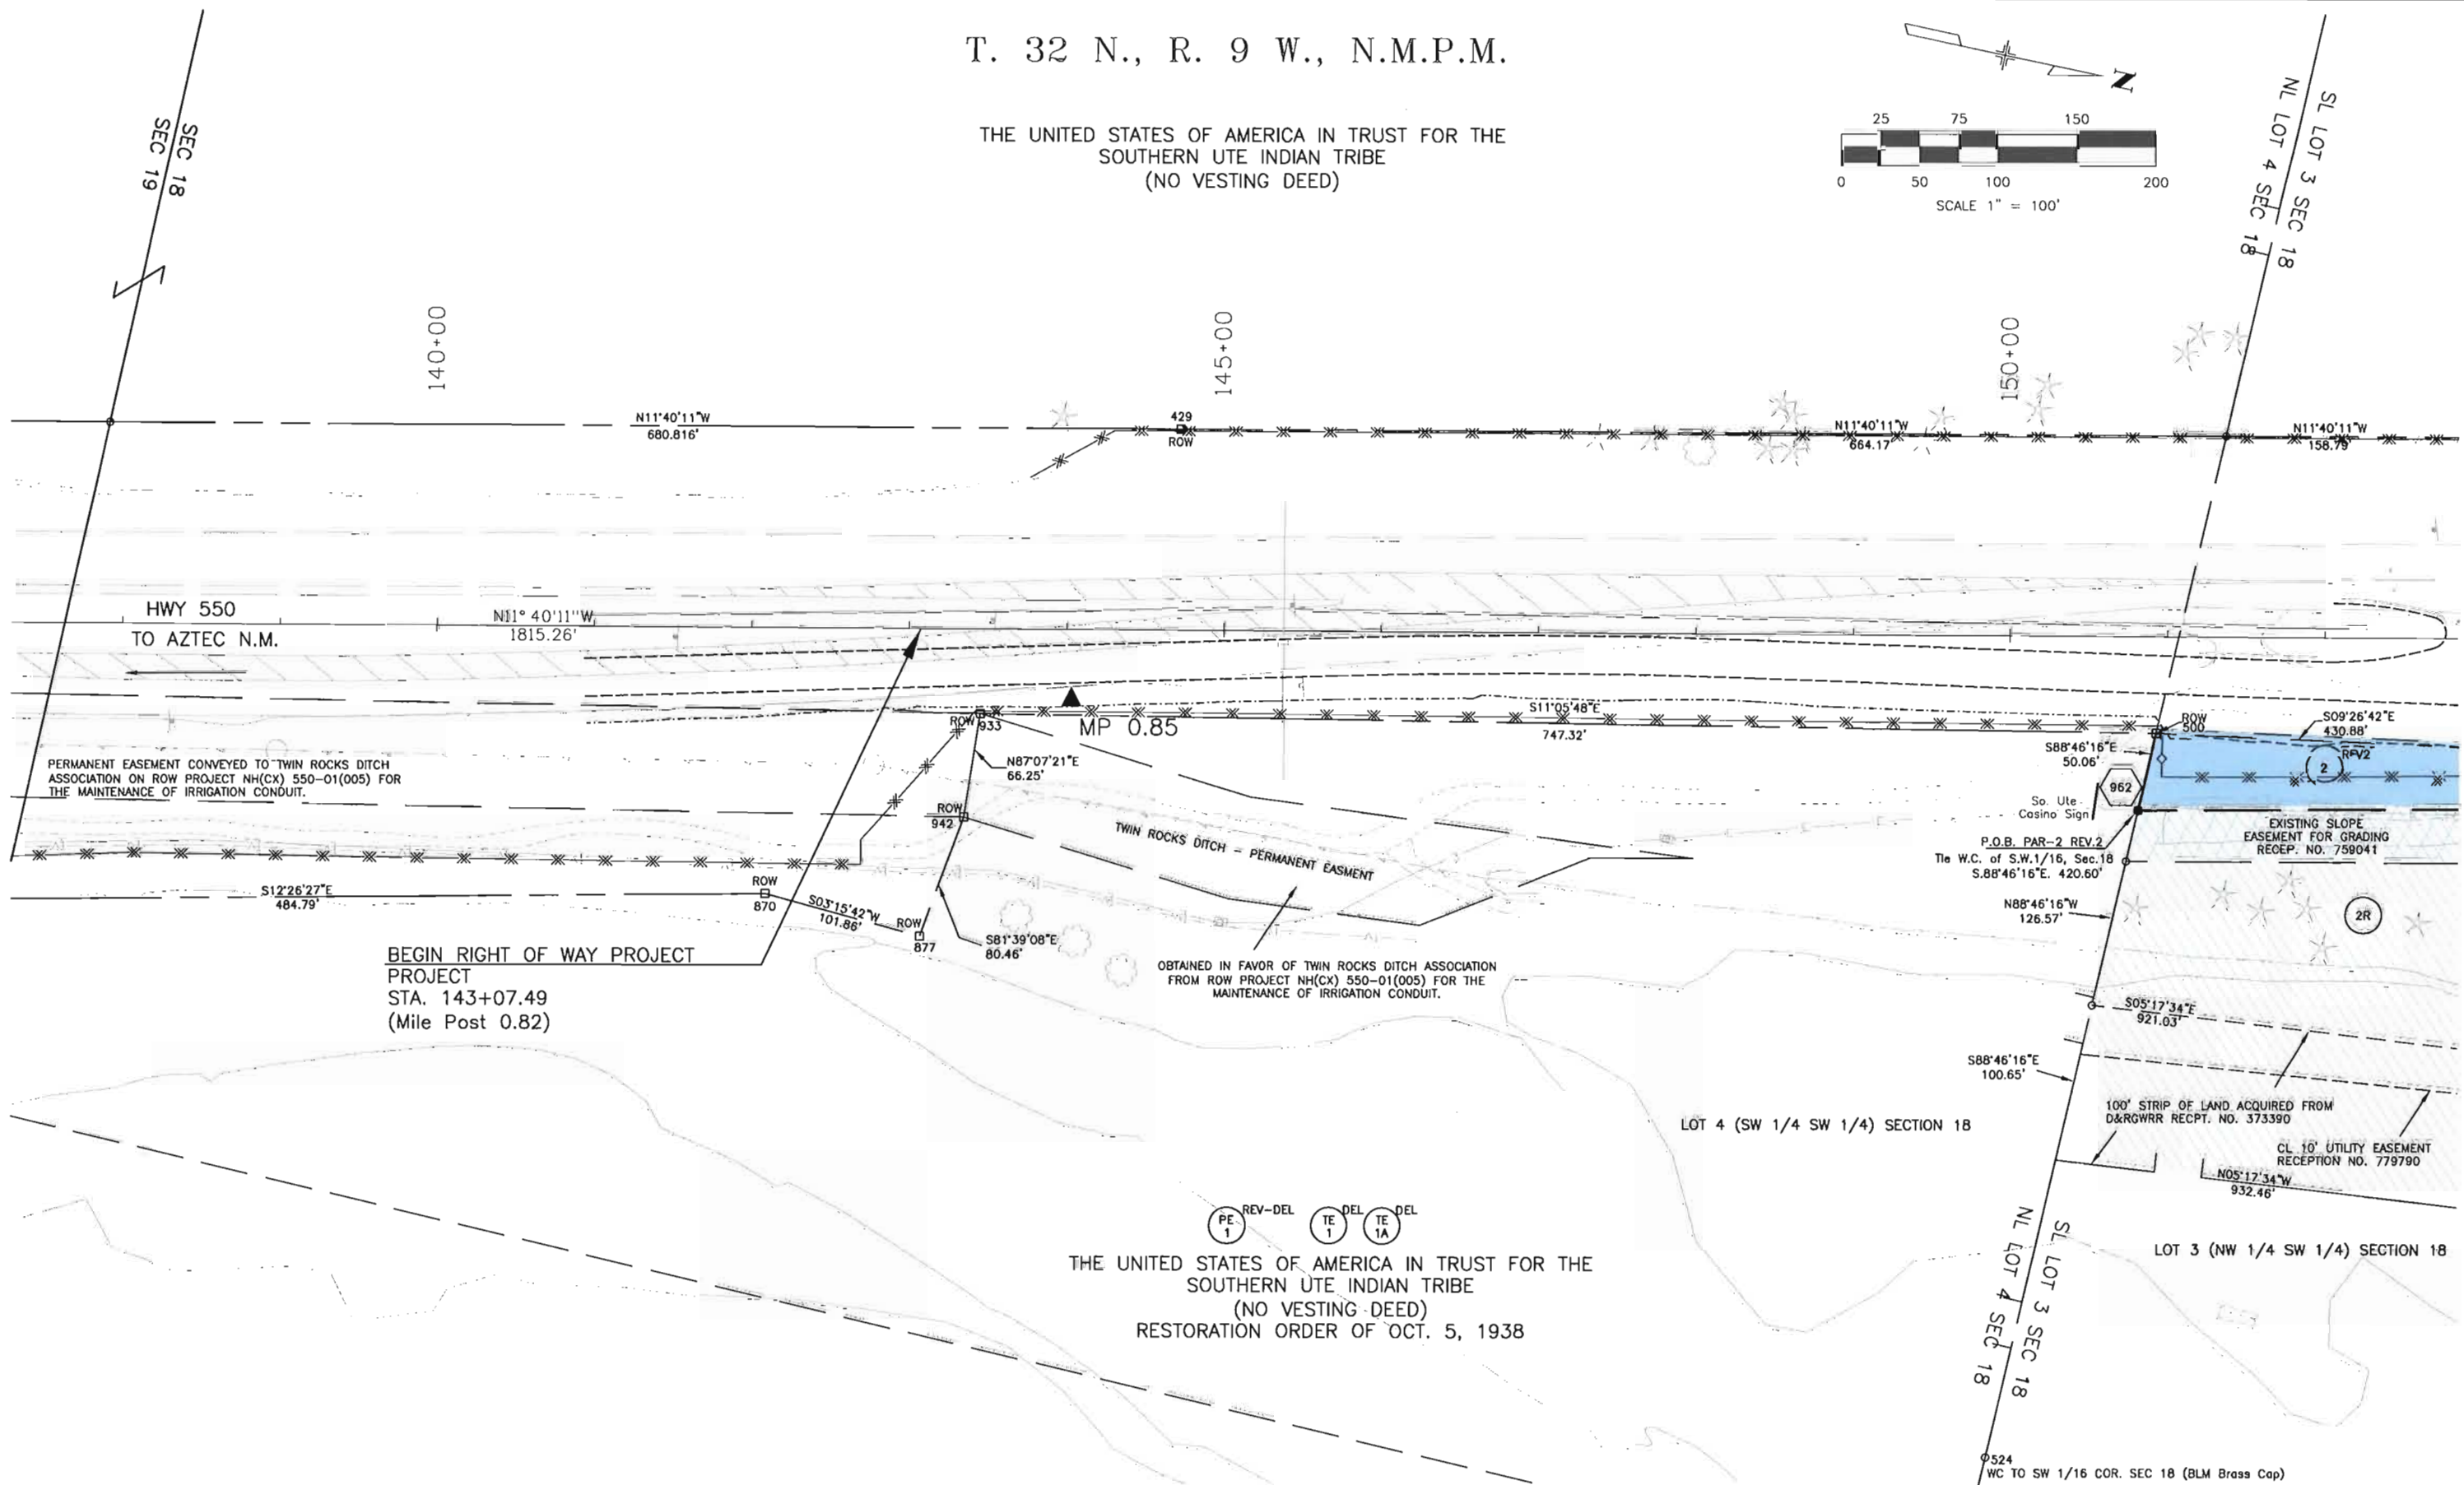 T. 32 N., R. 9 W., N.M.P.M.
THE UNITED STATES OF AMERICA IN TRUST FOR THE
SOUTHERN UTE INDIAN TRIBE
(NO VESTING DEED)
N
25 75 150
0 50 100 200
SCALE 1" = 100'
SEC 18
SEC 19
SL LOT 3 SEC 18
NL LOT 4 SEC 18
140+00
145+00
150+00
N11°40'11"W
680.816'
429
ROW
N11°40'11"W
664.17'
N11°40'11"W
158.79'
HWY 550
TO AZTEC N.M.
N11° 40'11"W
1815.26'
ROW
933
MP 0.85
S11°05'48"E
747.32'
ROW
500
S09°26'42"E
430.88'
REV2
2
S88°46'16"E
50.06'
962
So. Ute
Casino Sign
PERMANENT EASEMENT CONVEYED TO TWIN ROCKS DITCH
ASSOCIATION ON ROW PROJECT NH(CX) 550-01(005) FOR
THE MAINTENANCE OF IRRIGATION CONDUIT.
N87°07'21"E
66.25'
ROW
942
TWIN ROCKS DITCH - PERMANENT EASMENT
EXISTING SLOPE
EASEMENT FOR GRADING
RECEP. NO. 759041
P.O.B. PAR-2 REV.2
Tie W.C. of S.W.1/16, Sec.18
S.88°46'16"E. 420.60'
S12°26'27"E
484.79'
ROW
870
S03°15'42"W
101.86'
ROW
877
S81°39'08"E
80.46'
N88°46'16"W
126.57'
2R
BEGIN RIGHT OF WAY PROJECT
PROJECT
STA. 143+07.49
(Mile Post 0.82)
OBTAINED IN FAVOR OF TWIN ROCKS DITCH ASSOCIATION
FROM ROW PROJECT NH(CX) 550-01(005) FOR THE
MAINTENANCE OF IRRIGATION CONDUIT.
S05°17'34"E
921.03'
S88°46'16"E
100.65'
100' STRIP OF LAND ACQUIRED FROM
D&RGWRR RECPT. NO. 373390
LOT 4 (SW 1/4 SW 1/4) SECTION 18
CL 10' UTILITY EASEMENT
RECEPTION NO. 779790
N05°17'34"W
932.46'
PE 1 REV-DEL TE 1 DEL TE 1A DEL
THE UNITED STATES OF AMERICA IN TRUST FOR THE
SOUTHERN UTE INDIAN TRIBE
(NO VESTING DEED)
RESTORATION ORDER OF OCT. 5, 1938
SL LOT 3 SEC 18
NL LOT 4 SEC 18
LOT 3 (NW 1/4 SW 1/4) SECTION 18
524
WC TO SW 1/16 COR. SEC 18 (BLM Brass Cap)